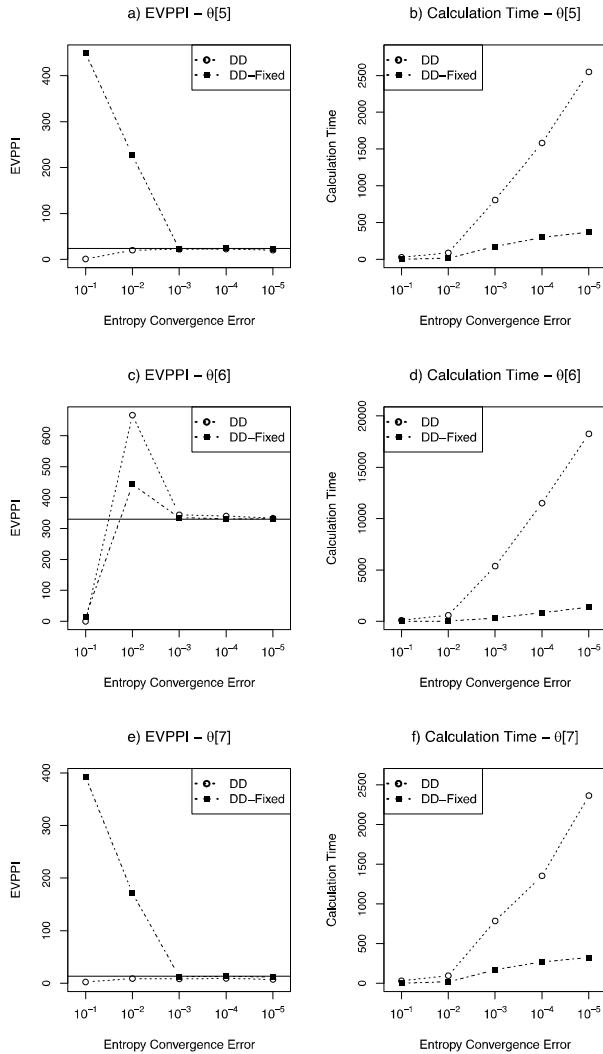 a) EVPPI – θ[5]
DD
DD–Fixed
EVPPI
0
100
200
300
400
10⁻¹ 10⁻² 10⁻³ 10⁻⁴ 10⁻⁵
Entropy Convergence Error
b) Calculation Time – θ[5]
DD
DD–Fixed
Calculation Time
0
500
1000
1500
2000
2500
10⁻¹ 10⁻² 10⁻³ 10⁻⁴ 10⁻⁵
Entropy Convergence Error
c) EVPPI – θ[6]
DD
DD–Fixed
EVPPI
0
100
200
300
400
500
600
10⁻¹ 10⁻² 10⁻³ 10⁻⁴ 10⁻⁵
Entropy Convergence Error
d) Calculation Time – θ[6]
DD
DD–Fixed
Calculation Time
0
5000
10000
15000
20000
10⁻¹ 10⁻² 10⁻³ 10⁻⁴ 10⁻⁵
Entropy Convergence Error
e) EVPPI – θ[7]
DD
DD–Fixed
EVPPI
0
100
200
300
400
10⁻¹ 10⁻² 10⁻³ 10⁻⁴ 10⁻⁵
Entropy Convergence Error
f) Calculation Time – θ[7]
DD
DD–Fixed
Calculation Time
0
500
1000
1500
2000
2500
10⁻¹ 10⁻² 10⁻³ 10⁻⁴ 10⁻⁵
Entropy Convergence Error